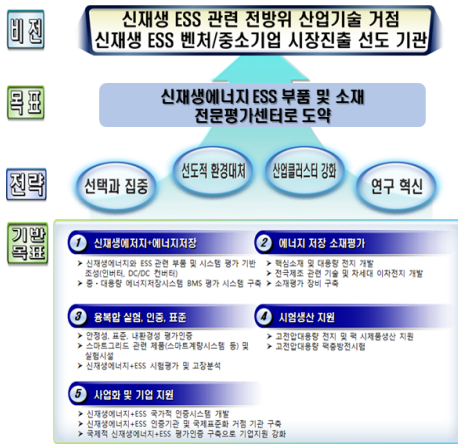 비전
신재생 ESS 관련 전방위 산업기술 거점
신재생 ESS 벤처/중소기업 시장진출 선도 기관
목표
신재생에너지 ESS 부품 및 소재
전문평가센터로 도약
전략
선택과 집중
선도적 환경대처
산업클러스터 강화
연구 혁신
기반
목표
1 신재생에저지+에너지저장
➤ 신재생에너지와 ESS 관련 부품 및 시스템 평가 기반
조성(인버터, DC/DC 컨버터)
➤ 중·대용량 에너지저장시스템 BMS 평가 시스템 구축
2 에너지 저장 소재평가
➤ 핵심소재 및 대용량 전지 개발
➤ 전극제조 관련 기술 및 차세대 이차전지 개발
➤ 소재평가 장비 구축
3 융복합 실험, 인증, 표준
➤ 안정성, 표준, 내환경성 평가인증
➤ 스마트그리드 관련 제품(스마트계량시스템 등) 및
실험시설
➤ 신재생에너지+ESS 시험평가 및 고장분석
4 시험생산 지원
➤ 고전압대용량 전지 및 팩 시제품생산 지원
➤ 고전압대용량 팩충방전시험
5 사업화 및 기업 지원
➤ 신재생에너지+ESS 국가적 인증시스템 개발
➤ 신재생에너지+ESS 인증기관 및 국제표준화 거점 기관 구축
➤ 국제적 신재생에너지+ESS 평가인증 구축으로 기업지원 강화